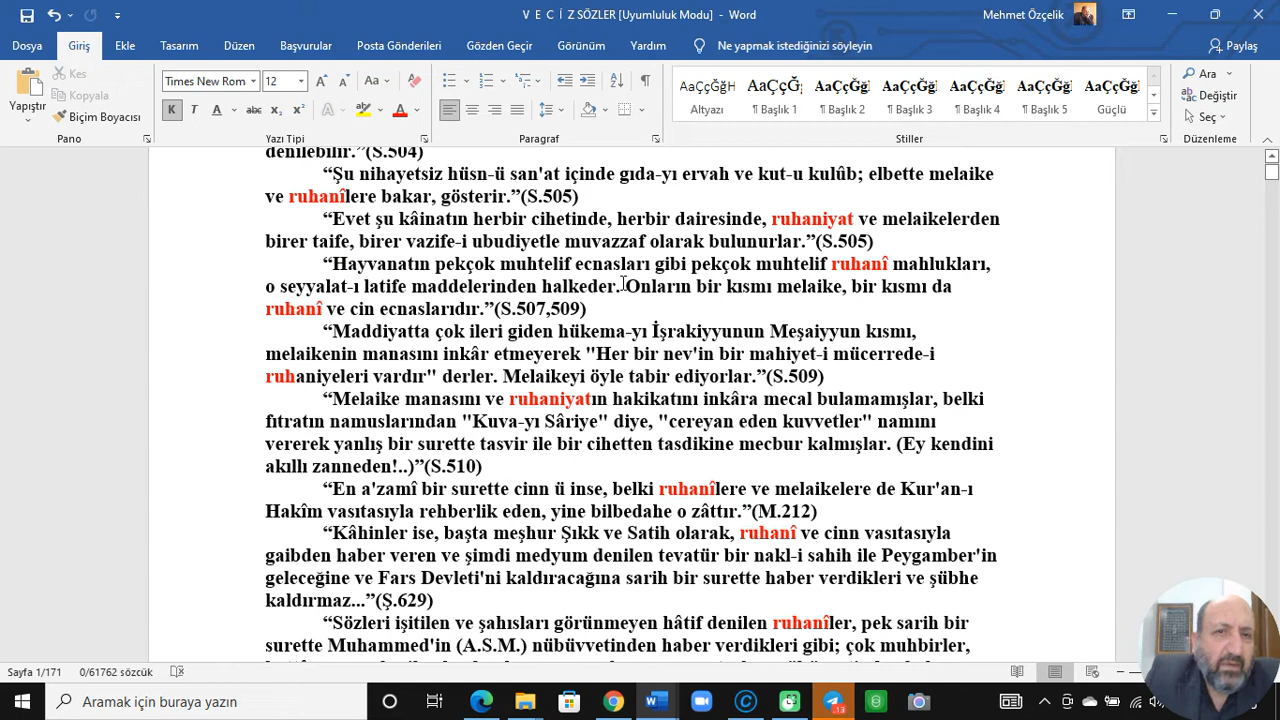 V E C İ Z SÖZLER [Uyumluluk Modu] - Word
Mehmet Özçelik
Dosya Giriş Ekle Tasarım Düzen Başvurular Posta Gönderileri Gözden Geçir Görünüm Yardım Ne yapmak istediğinizi söyleyin Paylaş
Yapıştır
Kes
Kopyala
Biçim Boyacısı
Pano
Times New Rom 12
Aa
K T A abc x₂ x²
Yazı Tipi
Paragraf
AaÇçĞğH AaÇçĞ AaÇçĞği AaÇçĞği AaÇçĞği AaÇçĞği AaÇçĞğH
Altyazı ¶ Başlık 1 ¶ Başlık 2 ¶ Başlık 3 ¶ Başlık 4 ¶ Başlık 5 Güçlü
Stiller
Ara
Değiştir
Seç
Düzenleme
denilebilir.”(S.504)
“Şu nihayetsiz hüsn-ü san'at içinde gıda-yı ervah ve kut-u kulûb; elbette melaike
ve ruhanîlere bakar, gösterir.”(S.505)
“Evet şu kâinatın herbir cihetinde, herbir dairesinde, ruhaniyat ve melaikelerden
birer taife, birer vazife-i ubudiyetle muvazzaf olarak bulunurlar.”(S.505)
“Hayvanatın pekçok muhtelif ecnasları gibi pekçok muhtelif ruhanî mahlukları,
o seyyalat-ı latife maddelerinden halkeder. Onların bir kısmı melaike, bir kısmı da
ruhanî ve cin ecnaslarıdır.”(S.507,509)
“Maddiyatta çok ileri giden hükema-yı İşrakiyyunun Meşaiyyun kısmı,
melaikenin manasını inkâr etmeyerek "Her bir nev'in bir mahiyet-i mücerrede-i
ruhaniyeleri vardır" derler. Melaikeyi öyle tabir ediyorlar.”(S.509)
“Melaike manasını ve ruhaniyatın hakikatını inkâra mecal bulamamışlar, belki
fıtratın namuslarından "Kuva-yı Sâriye" diye, "cereyan eden kuvvetler" namını
vererek yanlış bir surette tasvir ile bir cihetten tasdikine mecbur kalmışlar. (Ey kendini
akıllı zanneden!..)”(S.510)
“En a'zamî bir surette cinn ü inse, belki ruhanîlere ve melaikelere de Kur'an-ı
Hakîm vasıtasıyla rehberlik eden, yine bilbedahe o zâttır.”(M.212)
“Kâhinler ise, başta meşhur Şıkk ve Satih olarak, ruhanî ve cinn vasıtasıyla
gaibden haber veren ve şimdi medyum denilen tevatür bir nakl-i sahih ile Peygamber'in
geleceğine ve Fars Devleti'ni kaldıracağına sarih bir surette haber verdikleri ve şübhe
kaldırmaz...”(Ş.629)
“Sözleri işitilen ve şahısları görünmeyen hâtif denilen ruhanîler, pek sarih bir
surette Muhammed'in (A.S.M.) nübüvvetinden haber verdikleri gibi; çok muhbirler,
Sayfa 1/171 0/61762 sözcük
Aramak için buraya yazın
13